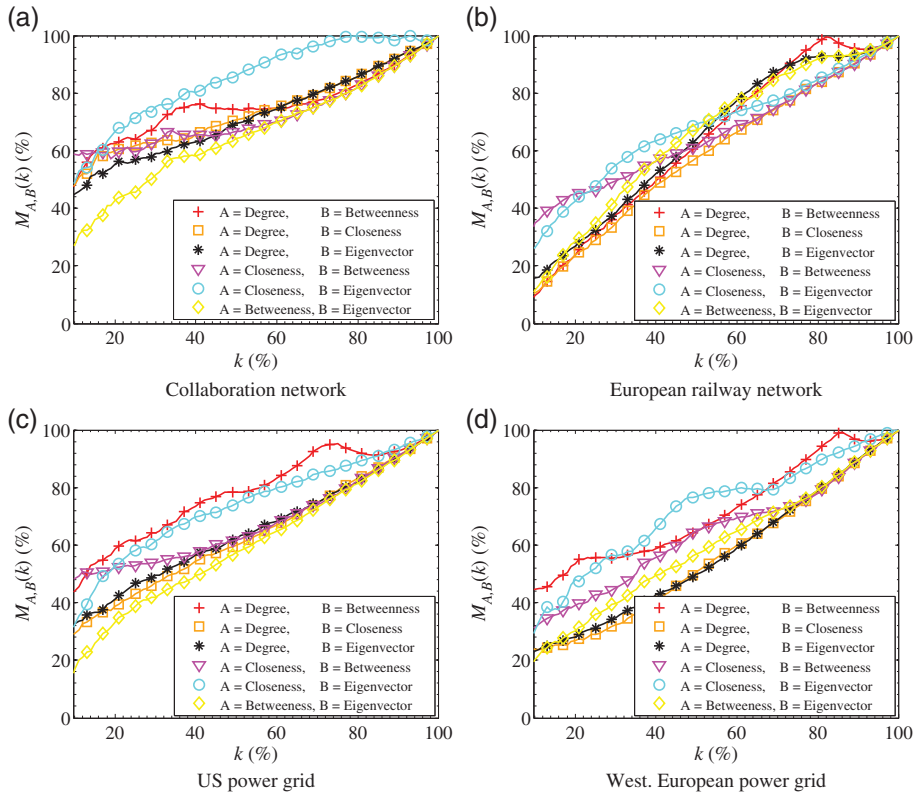 (a)
M_{A,B}(k) (%)
100
80
60
40
20
0
A = Degree, B = Betweenness
A = Degree, B = Closeness
A = Degree, B = Eigenvector
A = Closeness, B = Betweeness
A = Closeness, B = Eigenvector
A = Betweeness, B = Eigenvector
20 40 60 80 100
k (%)
Collaboration network
(b)
M_{A,B}(k) (%)
100
80
60
40
20
0
A = Degree, B = Betweenness
A = Degree, B = Closeness
A = Degree, B = Eigenvector
A = Closeness, B = Betweeness
A = Closeness, B = Eigenvector
A = Betweeness, B = Eigenvector
20 40 60 80 100
k (%)
European railway network
(c)
M_{A,B}(k) (%)
100
80
60
40
20
0
A = Degree, B = Betweenness
A = Degree, B = Closeness
A = Degree, B = Eigenvector
A = Closeness, B = Betweeness
A = Closeness, B = Eigenvector
A = Betweeness, B = Eigenvector
20 40 60 80 100
k (%)
US power grid
(d)
M_{A,B}(k) (%)
100
80
60
40
20
0
A = Degree, B = Betweenness
A = Degree, B = Closeness
A = Degree, B = Eigenvector
A = Closeness, B = Betweeness
A = Closeness, B = Eigenvector
A = Betweeness, B = Eigenvector
20 40 60 80 100
k (%)
West. European power grid